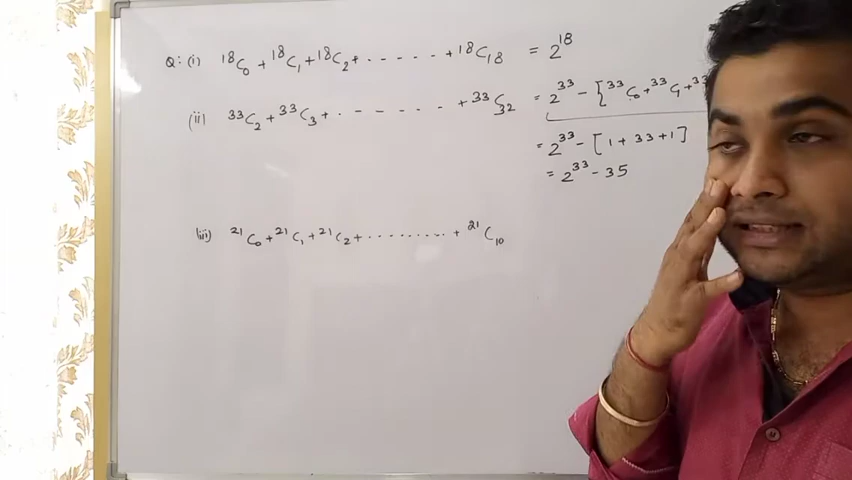 Q: (i) ¹⁸C₀ + ¹⁸C₁ + ¹⁸C₂ + - - - - - - + ¹⁸C₁₈ = 2¹⁸
(ii) ³³C₂ + ³³C₃ + - - - - - - - + ³³C₃₂ = 2³³ - [³³C₀ + ³³C₁ + ³³
= 2³³ - [1 + 33 + 1]
= 2³³ - 35
(iii) ²¹C₀ + ²¹C₁ + ²¹C₂ + ......... + ²¹C₁₀